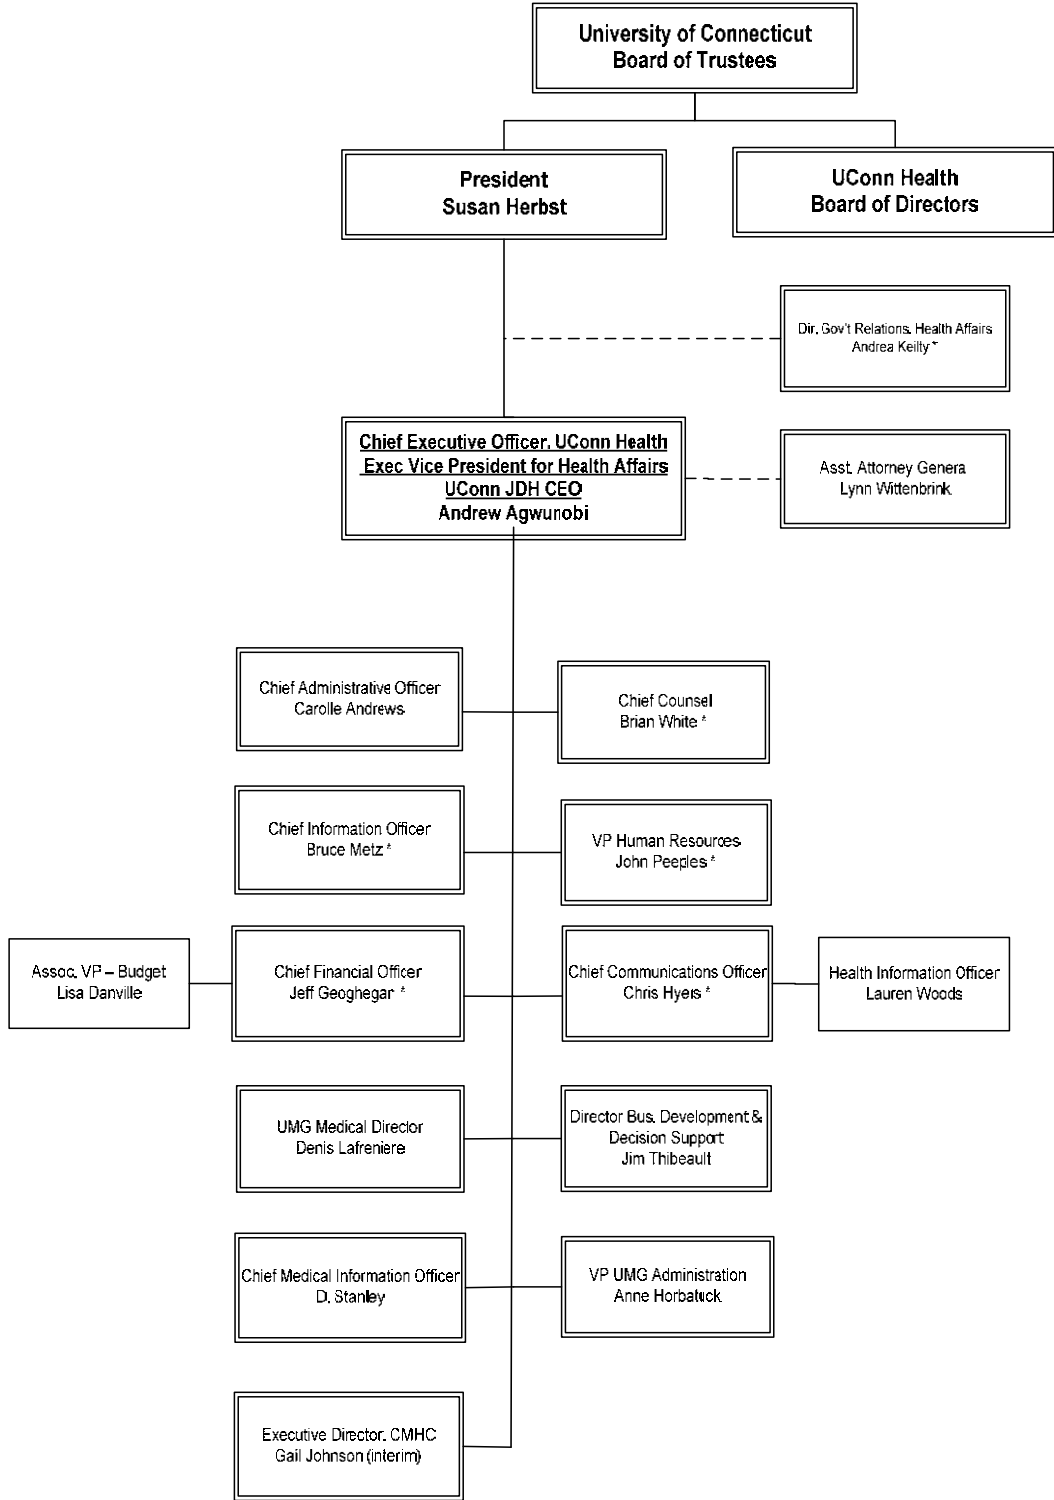 University of Connecticut
Board of Trustees
President
Susan Herbst
UConn Health
Board of Directors
Dir. Gov't Relations. Health Affairs
Andrea Keilty *
Chief Executive Officer. UConn Health
Exec Vice President for Health Affairs
UConn JDH CEO
Andrew Agwunobi
Asst. Attorney Genera
Lynn Wittenbrink
Chief Administrative Officer
Carolle Andrews
Chief Counsel
Brian White *
Chief Information Officer
Bruce Metz *
VP Human Resources
John Peeples *
Assoc. VP – Budget
Lisa Danville
Chief Financial Officer
Jeff Geoghegan *
Chief Communications Officer
Chris Hyers *
Health Information Officer
Lauren Woods
UMG Medical Director
Denis Lafreniere
Director Bus. Development &
Decision Support
Jim Thibeault
Chief Medical Information Officer
D. Stanley
VP UMG Administration
Anne Horbatuck
Executive Director. CMHC
Gail Johnson (interim)